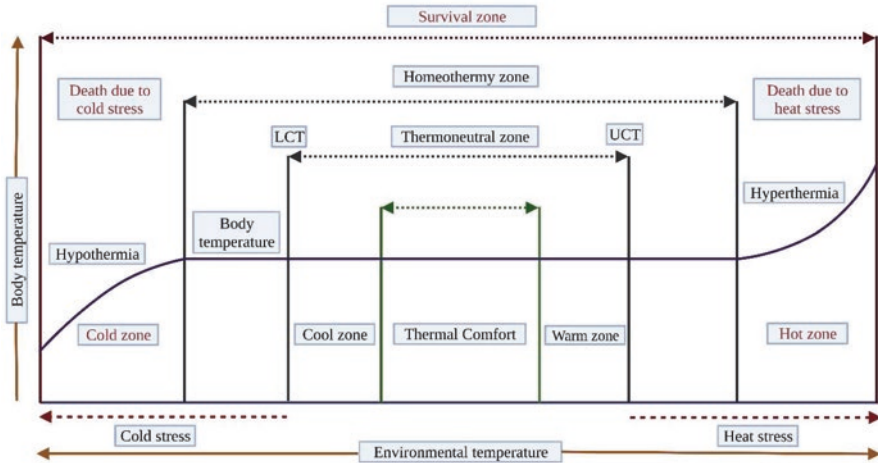 Survival zone
Death due to
cold stress
Homeothermy zone
Death due to
heat stress
LCT
Thermoneutral zone
UCT
Hyperthermia
Body
temperature
Hypothermia
Body temperature
Cold zone
Cool zone
Thermal Comfort
Warm zone
Hot zone
Cold stress
Heat stress
Environmental temperature